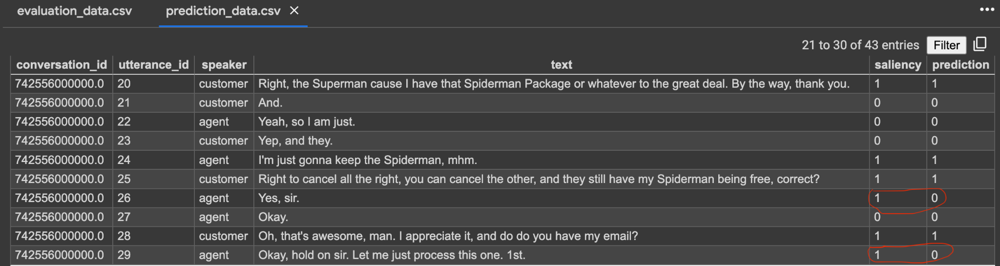 evaluation_data.csv prediction_data.csv ✕ •••
21 to 30 of 43 entries Filter
conversation_id utterance_id speaker text saliency prediction
742556000000.0 20 customer Right, the Superman cause I have that Spiderman Package or whatever to the great deal. By the way, thank you. 1 1
742556000000.0 21 customer And. 0 0
742556000000.0 22 agent Yeah, so I am just. 0 0
742556000000.0 23 customer Yep, and they. 0 0
742556000000.0 24 agent I'm just gonna keep the Spiderman, mhm. 1 1
742556000000.0 25 customer Right to cancel all the right, you can cancel the other, and they still have my Spiderman being free, correct? 1 1
742556000000.0 26 agent Yes, sir. 1 0
742556000000.0 27 agent Okay. 0 0
742556000000.0 28 customer Oh, that's awesome, man. I appreciate it, and do do you have my email? 1 1
742556000000.0 29 agent Okay, hold on sir. Let me just process this one. 1st. 1 0